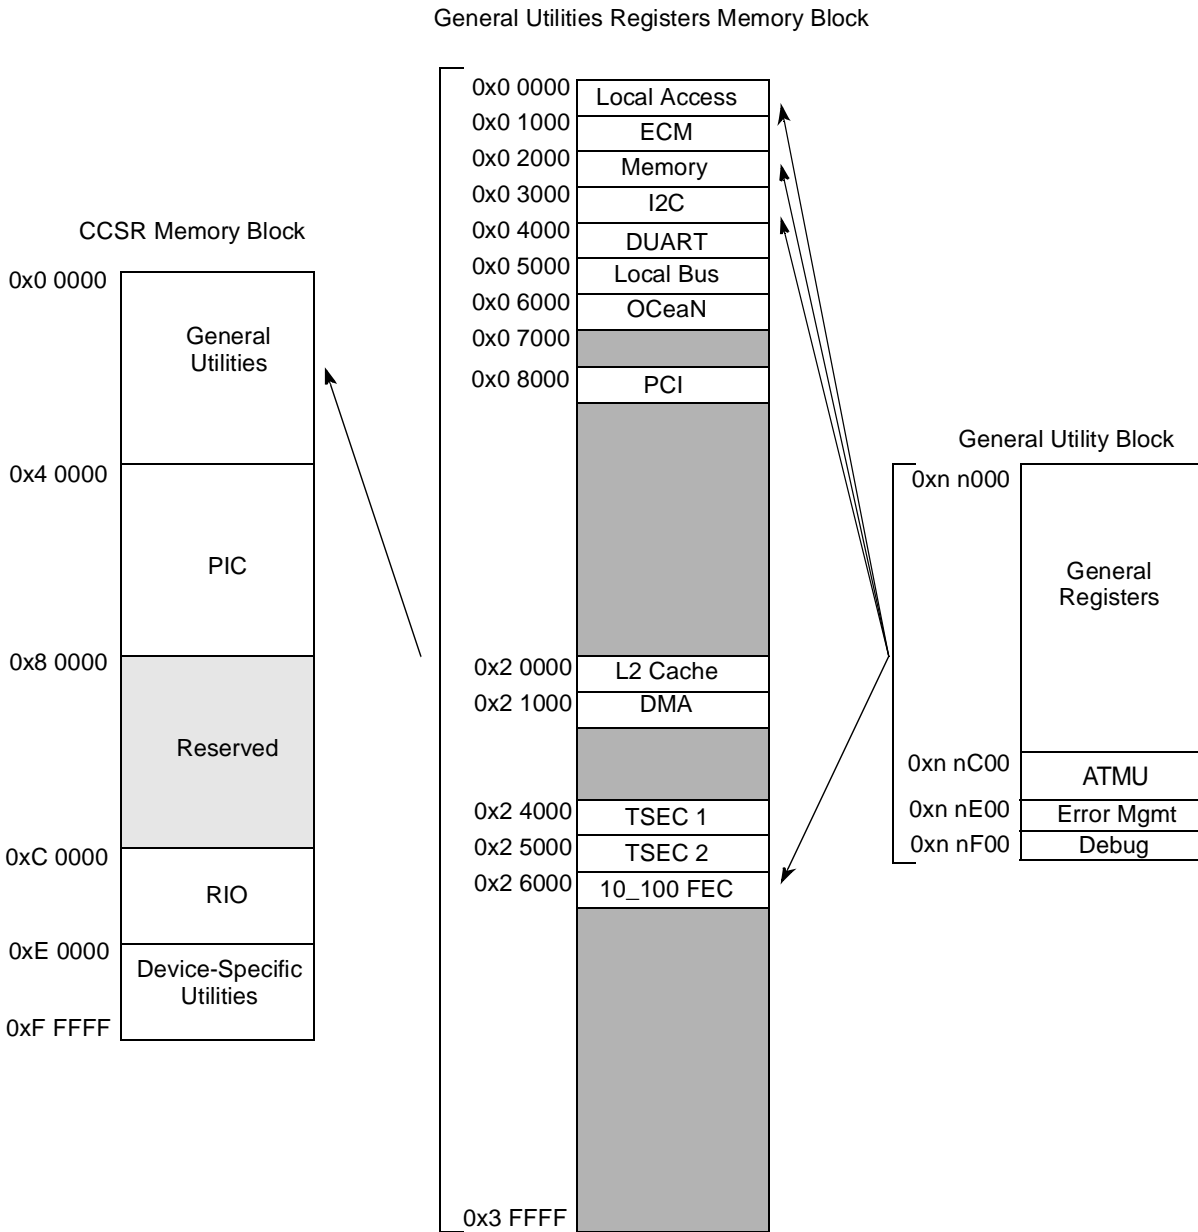 General Utilities Registers Memory Block
CCSR Memory Block
0x0 0000
General
Utilities
0x4 0000
PIC
0x8 0000
Reserved
0xC 0000
RIO
0xE 0000
Device-Specific
Utilities
0xF FFFF
0x0 0000
Local Access
0x0 1000
ECM
0x0 2000
Memory
0x0 3000
I2C
0x0 4000
DUART
0x0 5000
Local Bus
0x0 6000
OCeaN
0x0 7000
0x0 8000
PCI
0x2 0000
L2 Cache
0x2 1000
DMA
0x2 4000
TSEC 1
0x2 5000
TSEC 2
0x2 6000
10_100 FEC
0x3 FFFF
General Utility Block
0xn n000
General
Registers
0xn nC00
ATMU
0xn nE00
Error Mgmt
0xn nF00
Debug